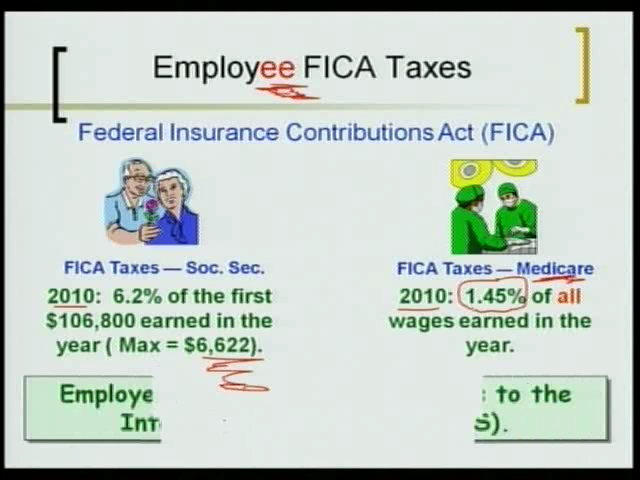 Employee FICA Taxes
Federal Insurance Contributions Act (FICA)
FICA Taxes — Soc. Sec.
2010: 6.2% of the first
$106,800 earned in the
year ( Max = $6,622).
FICA Taxes — Medicare
2010: 1.45% of all
wages earned in the
year.
to the